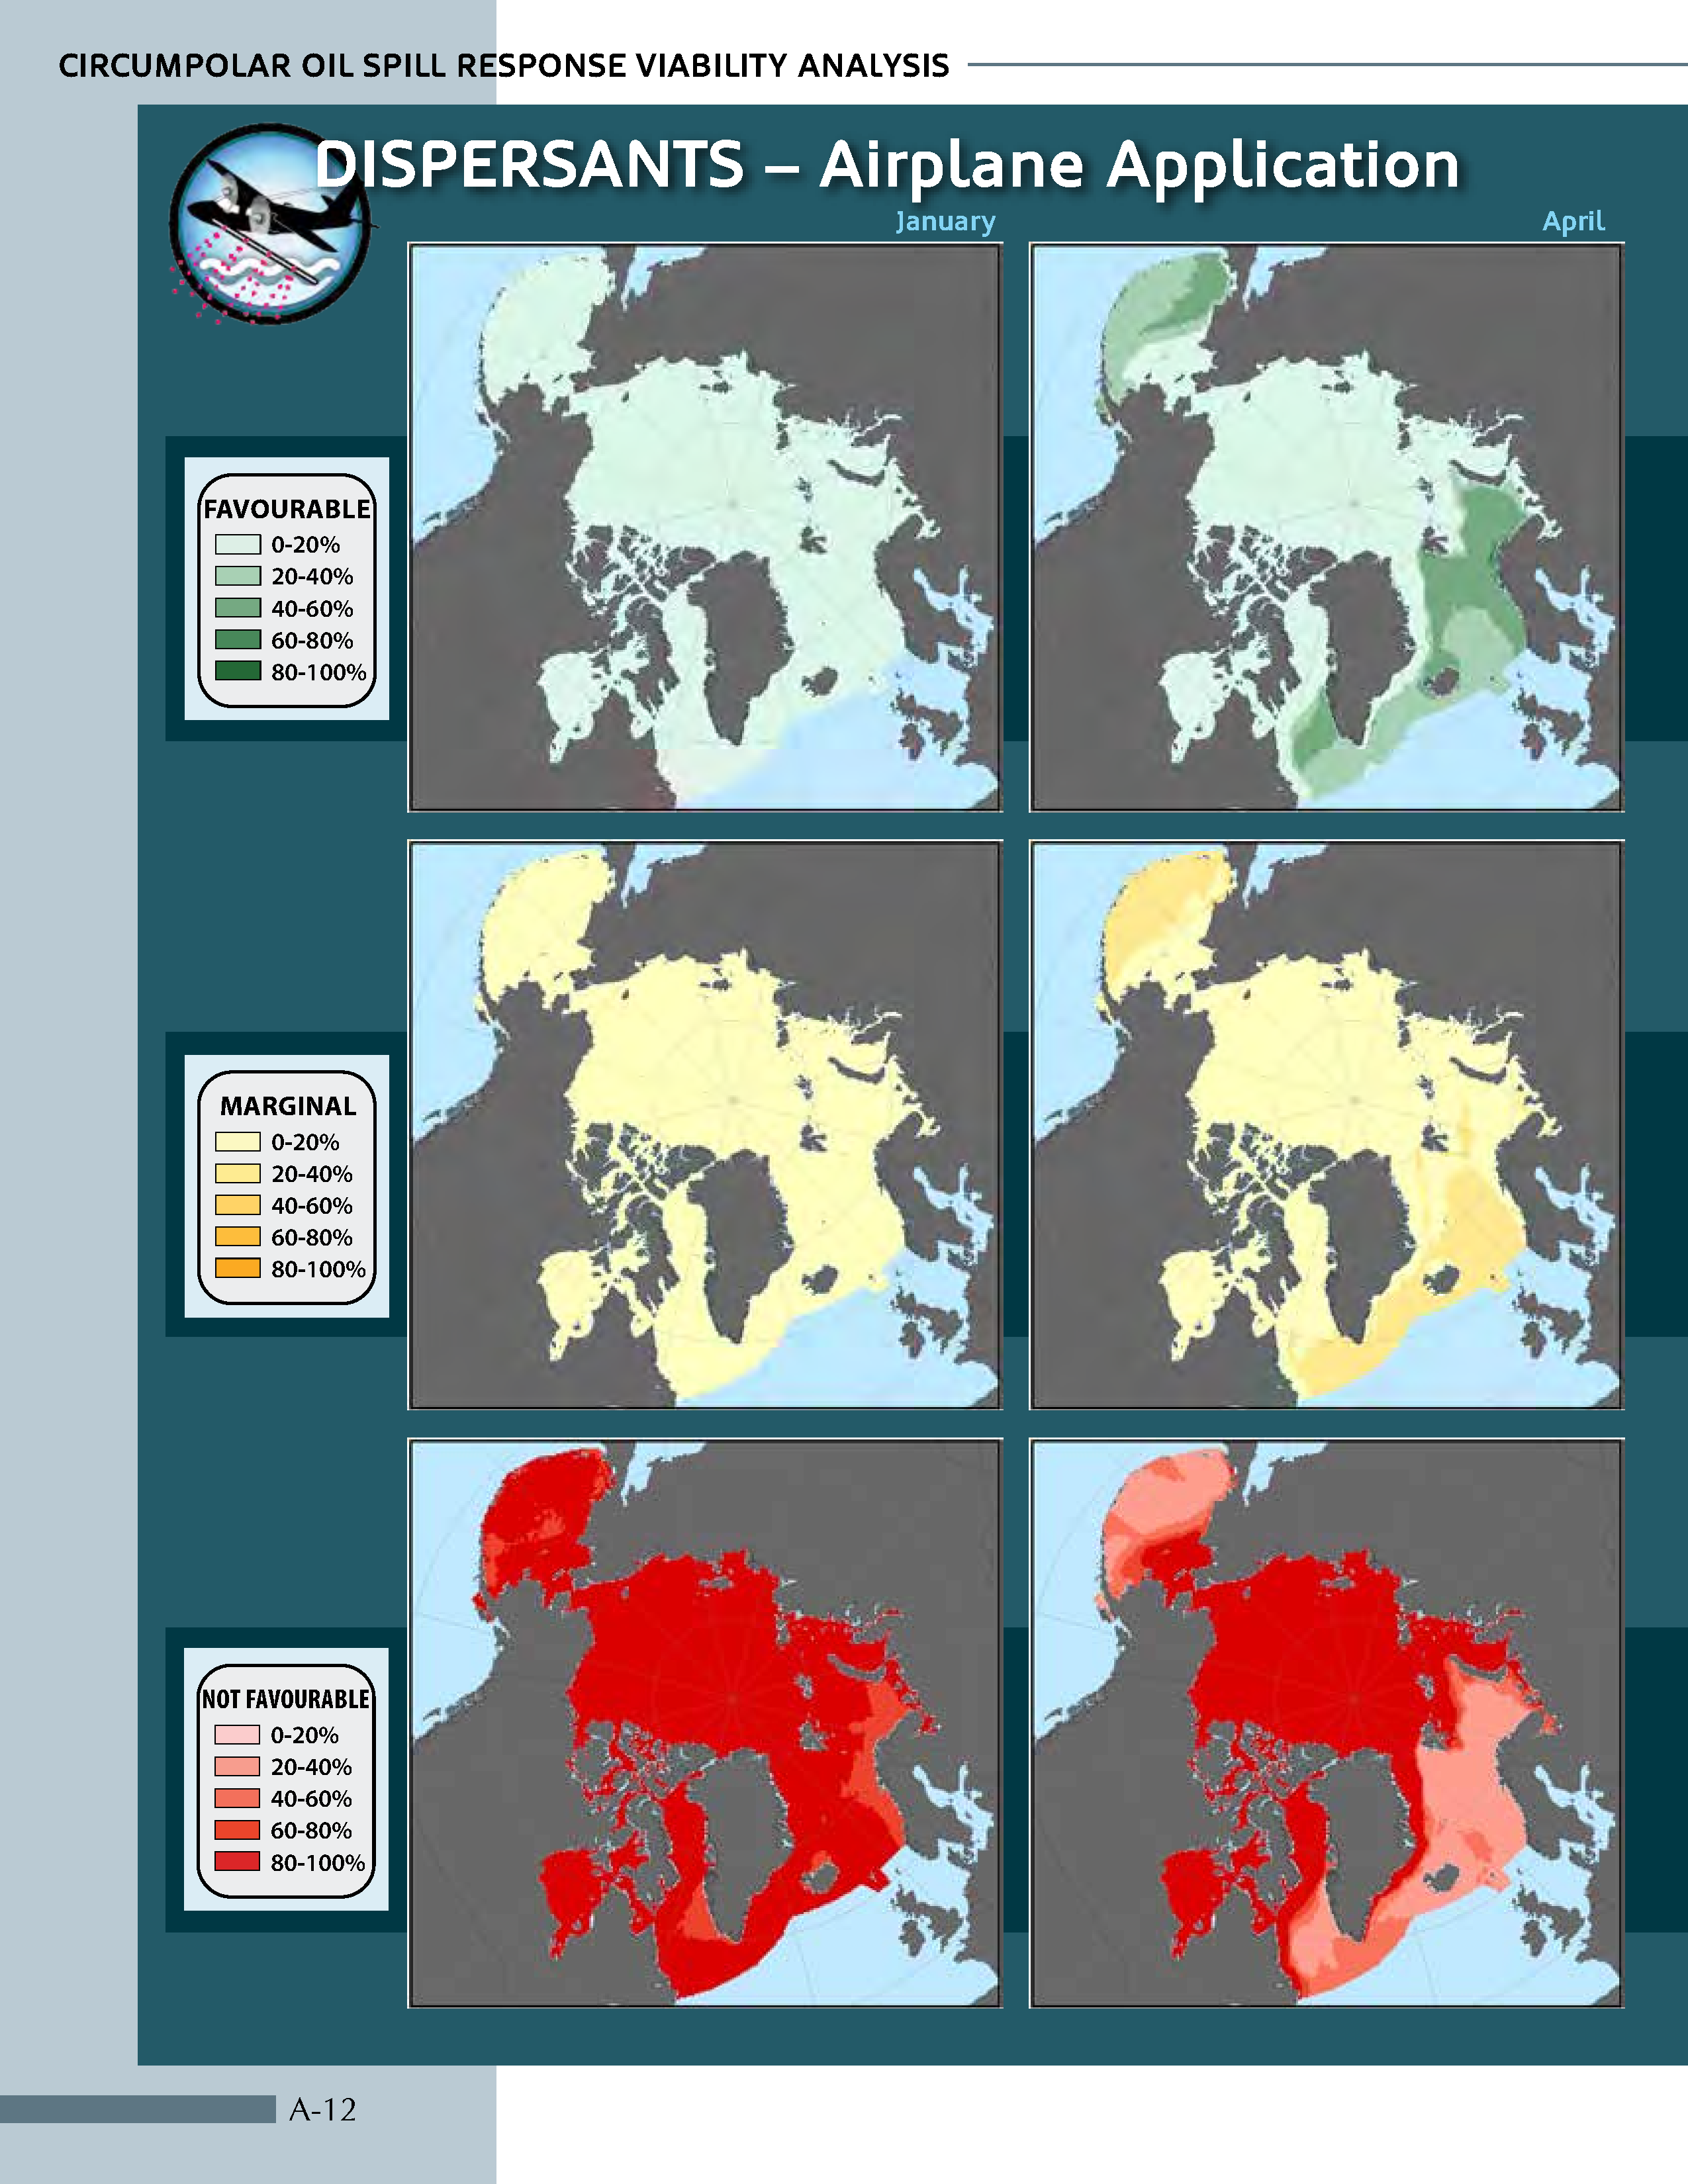 CIRCUMPOLAR OIL SPILL RESPONSE VIABILITY ANALYSIS
DISPERSANTS – Airplane Application
January
April
FAVOURABLE
0-20%
20-40%
40-60%
60-80%
80-100%
MARGINAL
0-20%
20-40%
40-60%
60-80%
80-100%
NOT FAVOURABLE
0-20%
20-40%
40-60%
60-80%
80-100%
A-12